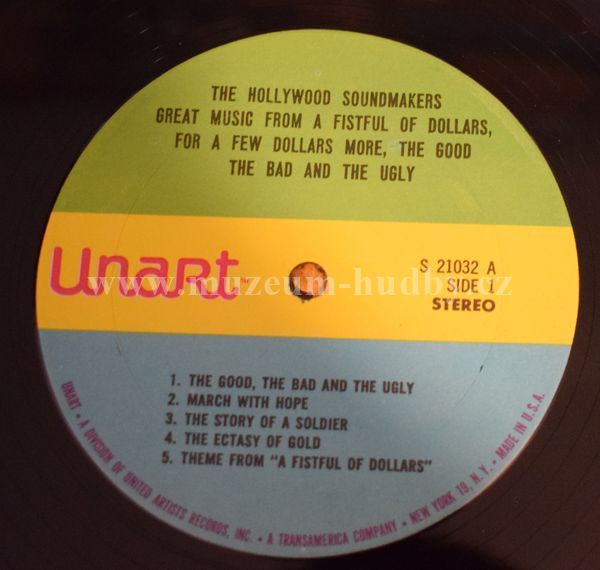 THE HOLLYWOOD SOUNDMAKERS
GREAT MUSIC FROM A FISTFUL OF DOLLARS,
FOR A FEW DOLLARS MORE, THE GOOD
THE BAD AND THE UGLY
Unart™
S 21032 A
SIDE 1
STEREO
www.muzeum-hudby.cz
1. THE GOOD, THE BAD AND THE UGLY
2. MARCH WITH HOPE
3. THE STORY OF A SOLDIER
4. THE ECTASY OF GOLD
5. THEME FROM "A FISTFUL OF DOLLARS"
UNART • A DIVISION OF UNITED ARTISTS RECORDS, INC. • A TRANSAMERICA COMPANY • NEW YORK 19, N. Y. • MADE IN U.S.A.